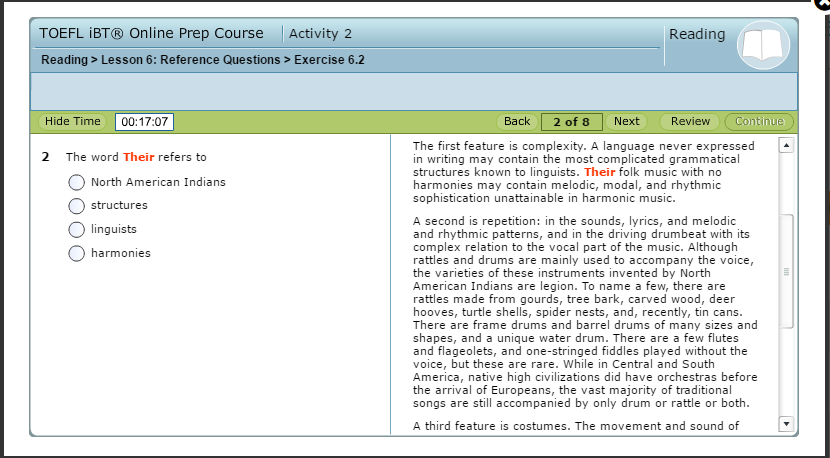 TOEFL iBT® Online Prep Course
Activity 2
Reading
Reading > Lesson 6: Reference Questions > Exercise 6.2
Hide Time
00:17:07
Back
2 of 8
Next
Review
Continue
2 The word Their refers to
North American Indians
structures
linguists
harmonies
The first feature is complexity. A language never expressed
in writing may contain the most complicated grammatical
structures known to linguists. Their folk music with no
harmonies may contain melodic, modal, and rhythmic
sophistication unattainable in harmonic music.
A second is repetition: in the sounds, lyrics, and melodic
and rhythmic patterns, and in the driving drumbeat with its
complex relation to the vocal part of the music. Although
rattles and drums are mainly used to accompany the voice,
the varieties of these instruments invented by North
American Indians are legion. To name a few, there are
rattles made from gourds, tree bark, carved wood, deer
hooves, turtle shells, spider nests, and, recently, tin cans.
There are frame drums and barrel drums of many sizes and
shapes, and a unique water drum. There are a few flutes
and flageolets, and one-stringed fiddles played without the
voice, but these are rare. While in Central and South
America, native high civilizations did have orchestras before
the arrival of Europeans, the vast majority of traditional
songs are still accompanied by only drum or rattle or both.
A third feature is costumes. The movement and sound of